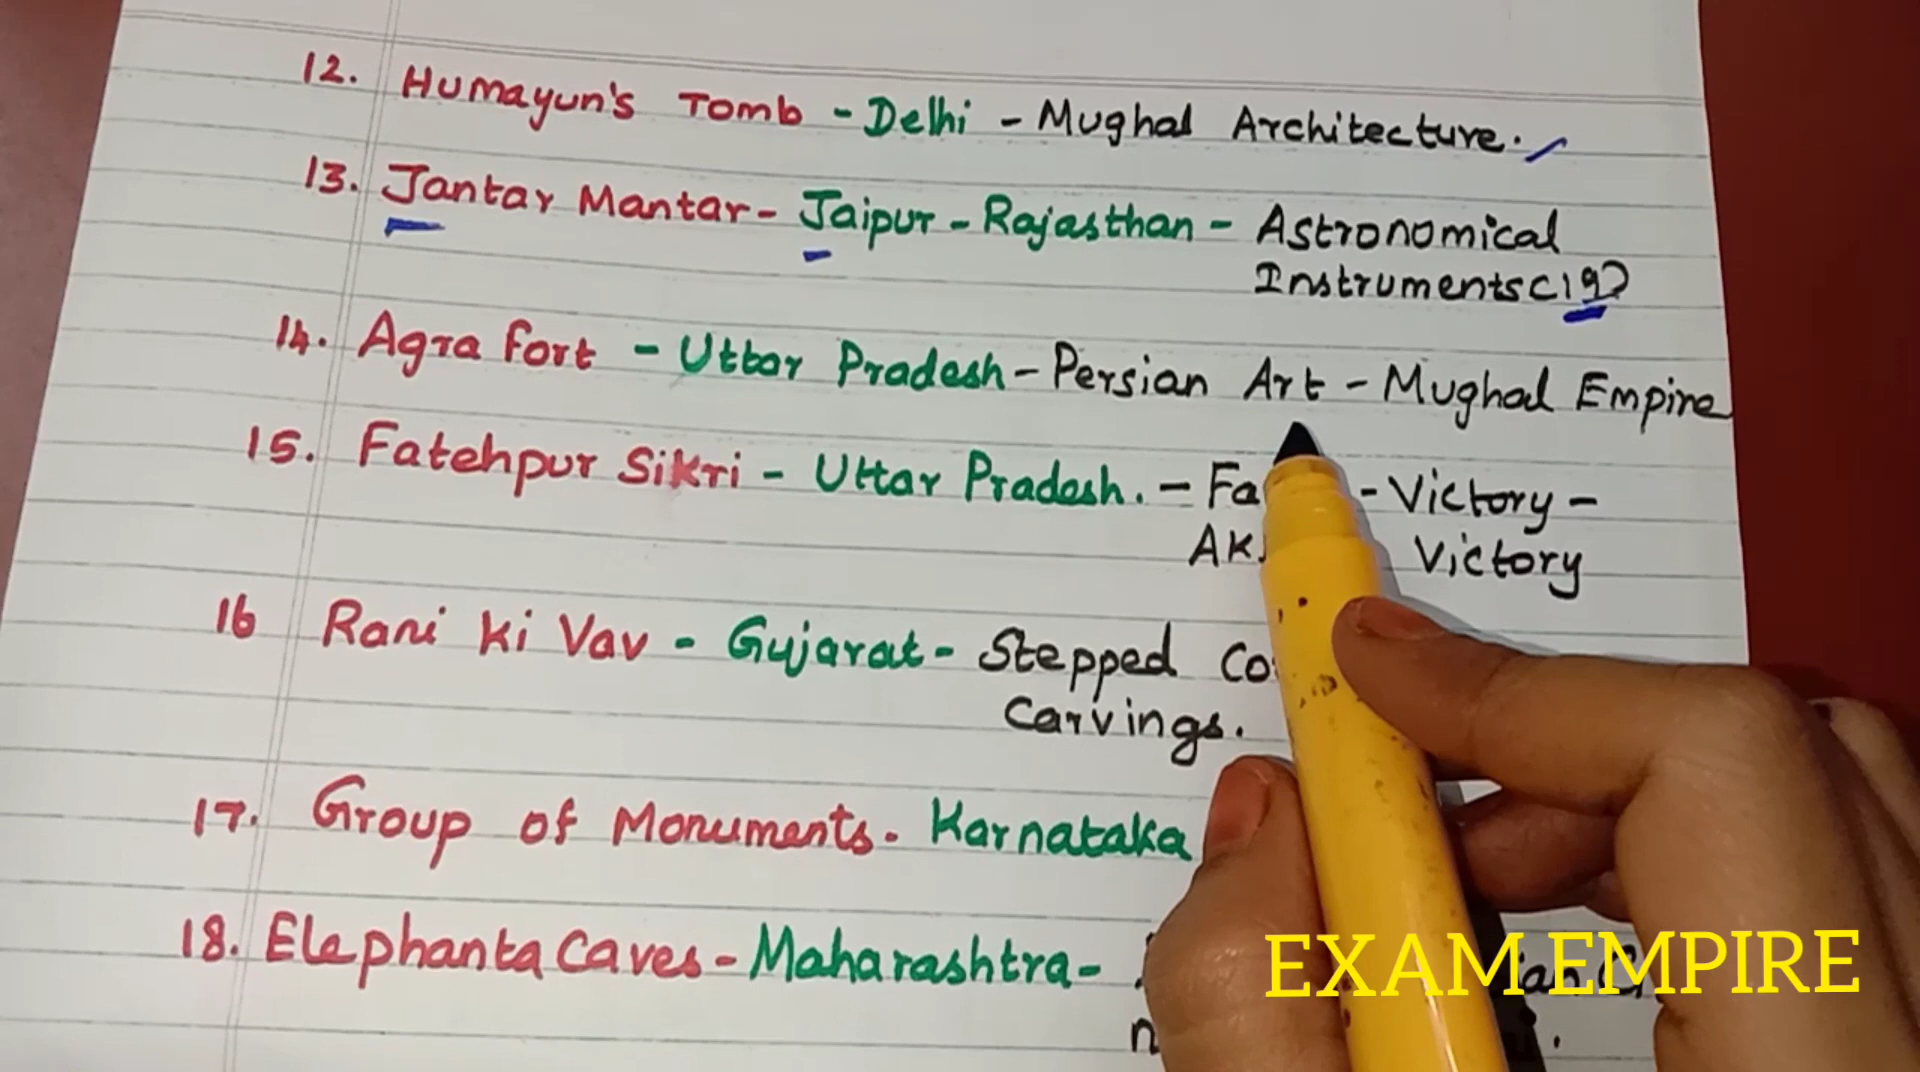 12. Humayun's Tomb - Delhi - Mughal Architecture.
13. Jantar Mantar - Jaipur - Rajasthan - Astronomical
Instruments (19)
14. Agra Fort - Uttar Pradesh - Persian Art - Mughal Empire
15. Fatehpur Sikri - Uttar Pradesh. - - Victory -
Victory
16 Rani Ki Vav - Gujarat - Stepped
Carvings.
17. Group of Monuments. Karnataka
18. Elephanta Caves - Maharashtra -
EXAM EMPIRE